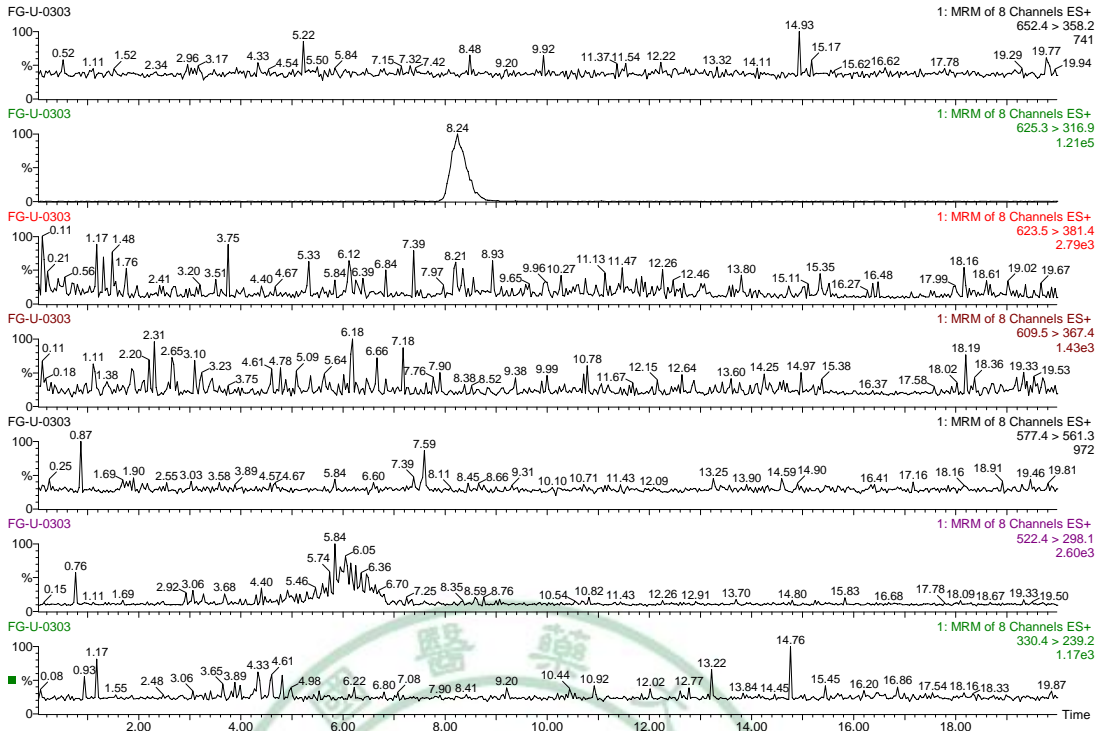 FG-U-0303 1: MRM of 8 Channels ES+
652.4 > 358.2
741
100
%
0
0.52 1.11 1.52 2.34 2.96 3.17 4.33 4.54 5.22 5.50 5.84 7.15 7.32 7.42 8.48 9.20 9.92 11.37 11.54 12.22 13.32 14.11 14.93 15.17 15.62 16.62 17.78 19.29 19.77 19.94
FG-U-0303 1: MRM of 8 Channels ES+
625.3 > 316.9
1.21e5
100
%
0
8.24
FG-U-0303 1: MRM of 8 Channels ES+
623.5 > 381.4
2.79e3
100
%
0
0.11 0.21 0.56 1.17 1.48 1.76 2.41 3.20 3.51 3.75 4.40 4.67 5.33 5.84 6.12 6.39 6.84 7.39 7.97 8.21 8.93 9.65 9.96 10.27 11.13 11.47 12.26 12.46 13.80 15.11 15.35 16.27 16.48 17.99 18.16 18.61 19.02 19.67
FG-U-0303 1: MRM of 8 Channels ES+
609.5 > 367.4
1.43e3
100
%
0
0.11 0.18 1.11 1.38 2.20 2.31 2.65 3.10 3.23 3.75 4.61 4.78 5.09 5.64 6.18 6.66 7.18 7.76 7.90 8.38 8.52 9.38 9.99 10.78 11.67 12.15 12.64 13.60 14.25 14.97 15.38 16.37 17.58 18.02 18.19 18.36 19.33 19.53
FG-U-0303 1: MRM of 8 Channels ES+
577.4 > 561.3
972
100
%
0
0.25 0.87 1.69 1.90 2.55 3.03 3.58 3.89 4.57 4.67 5.84 6.60 7.39 7.59 8.11 8.45 8.66 9.31 10.10 10.71 11.43 12.09 13.25 13.90 14.59 14.90 16.41 17.16 18.16 18.91 19.46 19.81
FG-U-0303 1: MRM of 8 Channels ES+
522.4 > 298.1
2.60e3
100
%
0
0.15 0.76 1.11 1.69 2.92 3.06 3.68 4.40 5.46 5.74 5.84 6.05 6.36 6.70 7.25 8.35 8.59 8.76 10.54 10.82 11.43 12.26 12.91 13.70 14.80 15.83 16.68 17.78 18.09 18.67 19.33 19.50
FG-U-0303 1: MRM of 8 Channels ES+
330.4 > 239.2
1.17e3
100
%
0
0.08 0.93 1.17 1.55 2.48 3.06 3.65 3.89 4.33 4.61 4.98 6.22 6.80 7.08 7.90 8.41 9.20 10.44 10.92 12.02 12.77 13.22 13.84 14.45 14.76 15.45 16.20 16.86 17.54 18.16 18.33 19.87
Time
2.00 4.00 6.00 8.00 10.00 12.00 14.00 16.00 18.00
醫 藥